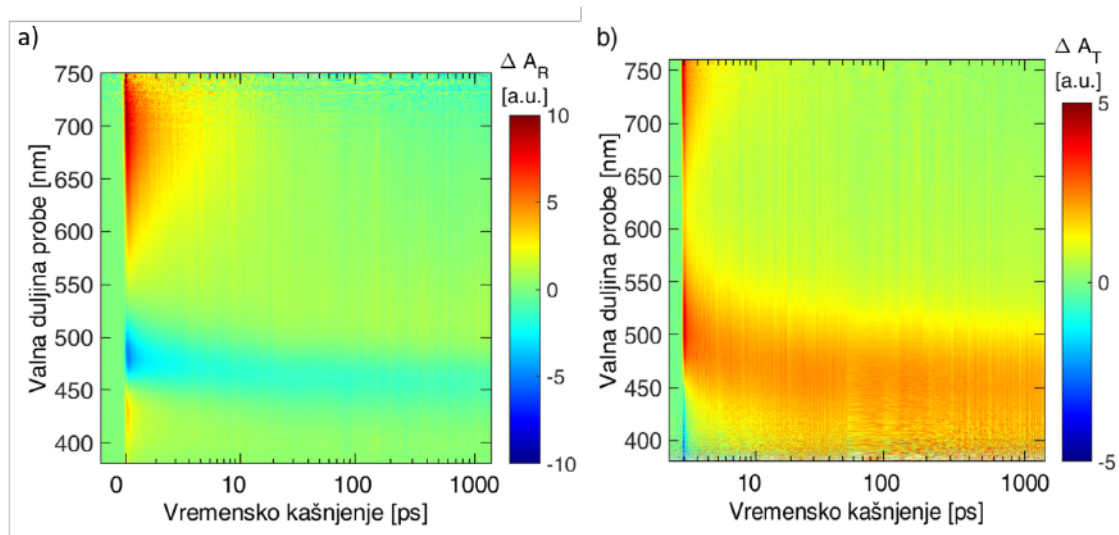 a)
Δ A_R
[a.u.]
750
700
650
600
550
500
450
400
Valna duljina probe [nm]
0 10 100 1000
Vremensko kašnjenje [ps]
10
5
0
-5
-10
b)
Δ A_T
[a.u.]
750
700
650
600
550
500
450
400
Valna duljina probe [nm]
10 100 1000
Vremensko kašnjenje [ps]
5
0
-5